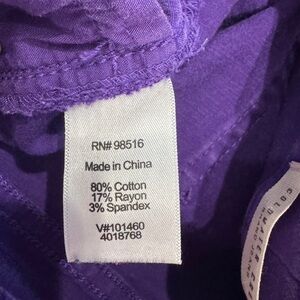 RN# 98516
Made in China
80% Cotton
17% Rayon
3% Spandex
V#101460
4018768